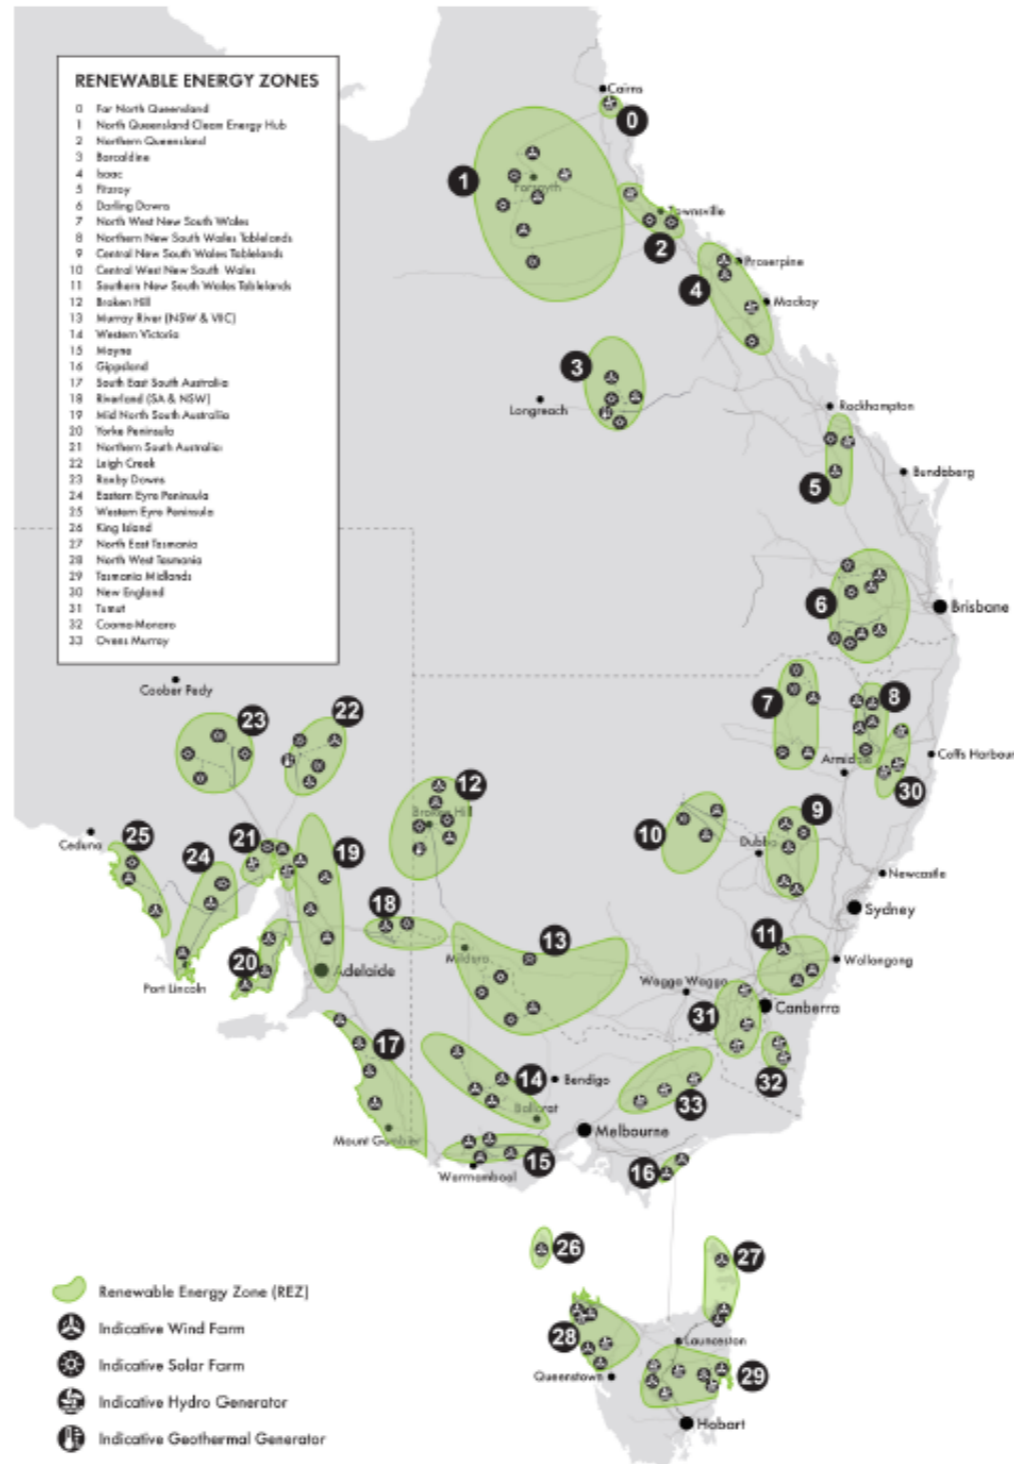 RENEWABLE ENERGY ZONES
0 Far North Queensland
1 North Queensland Clean Energy Hub
2 Northern Queensland
3 Barcaldine
4 Isaac
5 Fitzroy
6 Darling Downs
7 North West New South Wales
8 Northern New South Wales Tablelands
9 Central New South Wales Tablelands
10 Central West New South Wales
11 Southern New South Wales Tablelands
12 Broken Hill
13 Murray River (NSW & VIC)
14 Western Victoria
15 Moyne
16 Gippsland
17 South East South Australia
18 Riverland (SA & NSW)
19 Mid North South Australia
20 Yorke Peninsula
21 Northern South Australia
22 Leigh Creek
23 Roxby Downs
24 Eastern Eyre Peninsula
25 Western Eyre Peninsula
26 King Island
27 North East Tasmania
28 North West Tasmania
29 Tasmania Midlands
30 New England
31 Tumut
32 Cooma-Monaro
33 Ovens Murray
Cairns
0
1
Forsyth
Townsville
2
Proserpine
4
Mackay
3
Longreach
Rockhampton
5
Bundaberg
6
Brisbane
Coober Pedy
7
8
23
22
Armidale
Coffs Harbour
30
12
Broken Hill
10
9
Dubbo
Ceduna
25
21
24
19
Newcastle
Sydney
18
13
11
Mildura
Wollongong
20
Adelaide
Port Lincoln
Wagga Wagga
31
Canberra
17
14
Bendigo
32
33
Ballarat
Melbourne
Mount Gambier
15
16
Warrnambool
26
27
28
Launceston
Queenstown
29
Hobart
Renewable Energy Zone (REZ)
Indicative Wind Farm
Indicative Solar Farm
Indicative Hydro Generator
Indicative Geothermal Generator